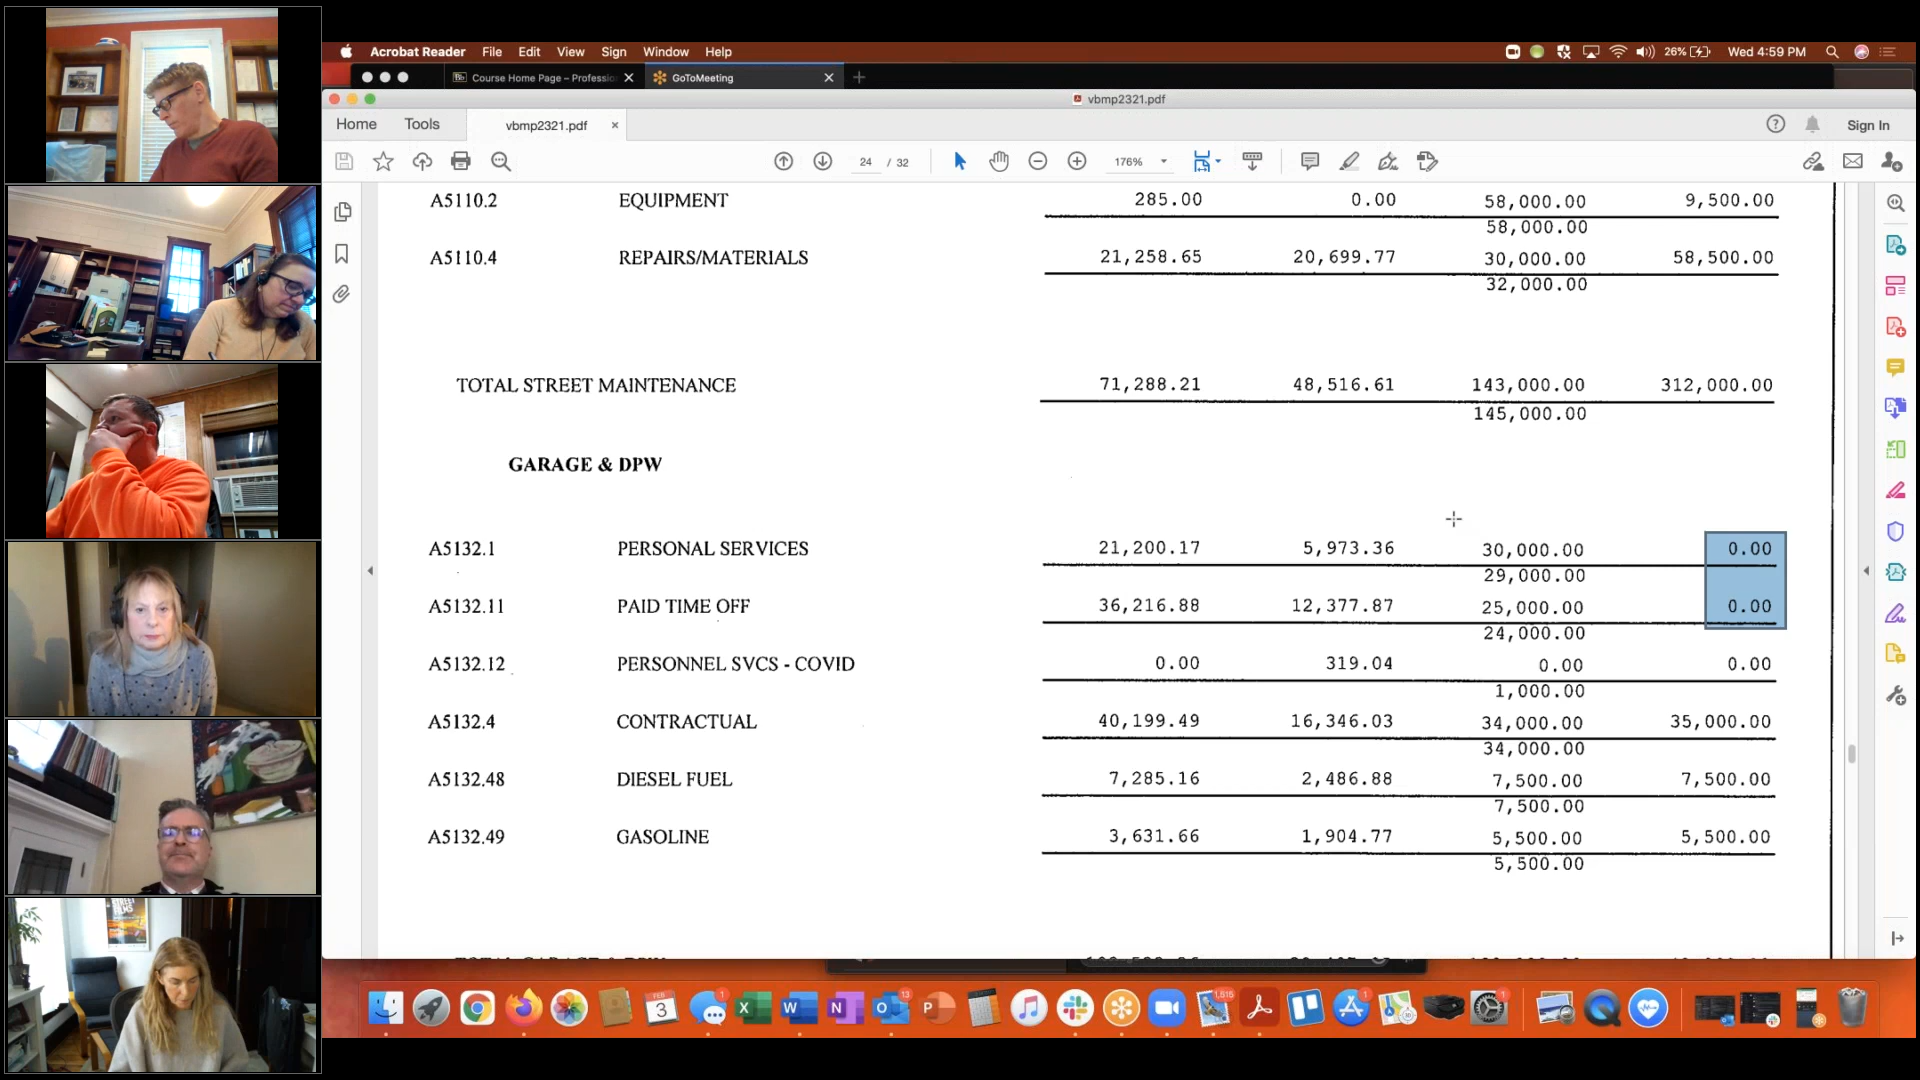 Acrobat Reader File Edit View Sign Window Help 26% Wed 4:59 PM
Course Home Page – Professio GoToMeeting
vbmp2321.pdf
Home Tools vbmp2321.pdf Sign In
24 / 32 176%
A5110.2 EQUIPMENT 285.00 0.00 58,000.00 9,500.00
58,000.00
A5110.4 REPAIRS/MATERIALS 21,258.65 20,699.77 30,000.00 58,500.00
32,000.00
TOTAL STREET MAINTENANCE 71,288.21 48,516.61 143,000.00 312,000.00
145,000.00
GARAGE & DPW
A5132.1 PERSONAL SERVICES 21,200.17 5,973.36 30,000.00 0.00
29,000.00
A5132.11 PAID TIME OFF 36,216.88 12,377.87 25,000.00 0.00
24,000.00
A5132.12 PERSONNEL SVCS - COVID 0.00 319.04 0.00 0.00
1,000.00
A5132.4 CONTRACTUAL 40,199.49 16,346.03 34,000.00 35,000.00
34,000.00
A5132.48 DIESEL FUEL 7,285.16 2,486.88 7,500.00 7,500.00
7,500.00
A5132.49 GASOLINE 3,631.66 1,904.77 5,500.00 5,500.00
5,500.00
FEB 3 1 X W N O 13 P 1,816 1 1